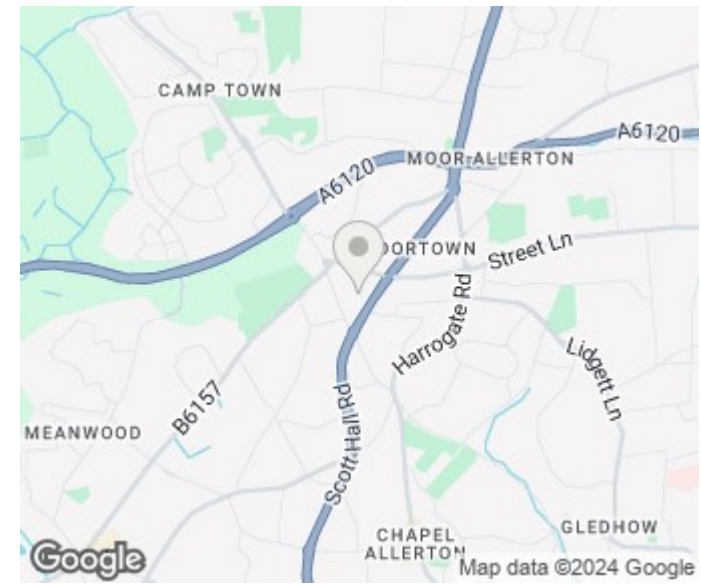 CAMP TOWN
A6120
MOOR ALLERTON
A6120
OORTOWN
Street Ln
Harrogate Rd
Lidgett Ln
B6157
MEANWOOD
Scott Hall Rd
CHAPEL
ALLERTON
GLEDHOW
Google
Map data ©2024 Google